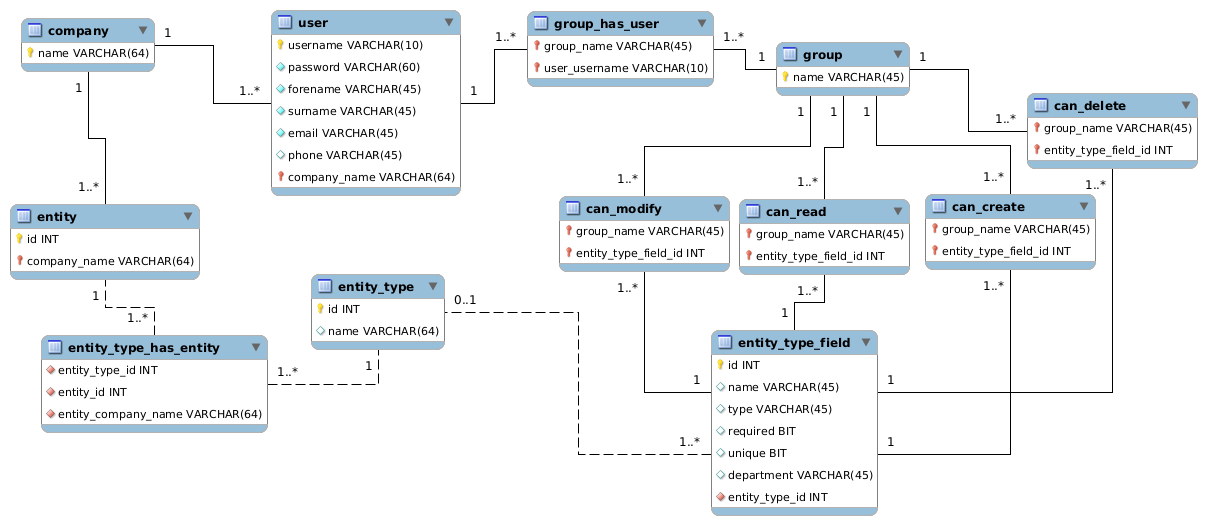 company
name VARCHAR(64)
1
1
1..*
1..*
user
username VARCHAR(10)
password VARCHAR(60)
forename VARCHAR(45)
surname VARCHAR(45)
email VARCHAR(45)
phone VARCHAR(45)
company_name VARCHAR(64)
1
1..*
group_has_user
group_name VARCHAR(45)
user_username VARCHAR(10)
1..*
1
group
name VARCHAR(45)
1
1
1
1
1..*
can_delete
group_name VARCHAR(45)
entity_type_field_id INT
1..*
1..*
1..*
1..*
can_modify
group_name VARCHAR(45)
entity_type_field_id INT
1..*
can_read
group_name VARCHAR(45)
entity_type_field_id INT
1..*
can_create
group_name VARCHAR(45)
entity_type_field_id INT
1..*
entity
id INT
company_name VARCHAR(64)
1
1..*
entity_type
id INT
name VARCHAR(64)
0..1
1
1..*
entity_type_has_entity
entity_type_id INT
entity_id INT
entity_company_name VARCHAR(64)
1
entity_type_field
id INT
name VARCHAR(45)
type VARCHAR(45)
required BIT
unique BIT
department VARCHAR(45)
entity_type_id INT
1
1
1
1..*